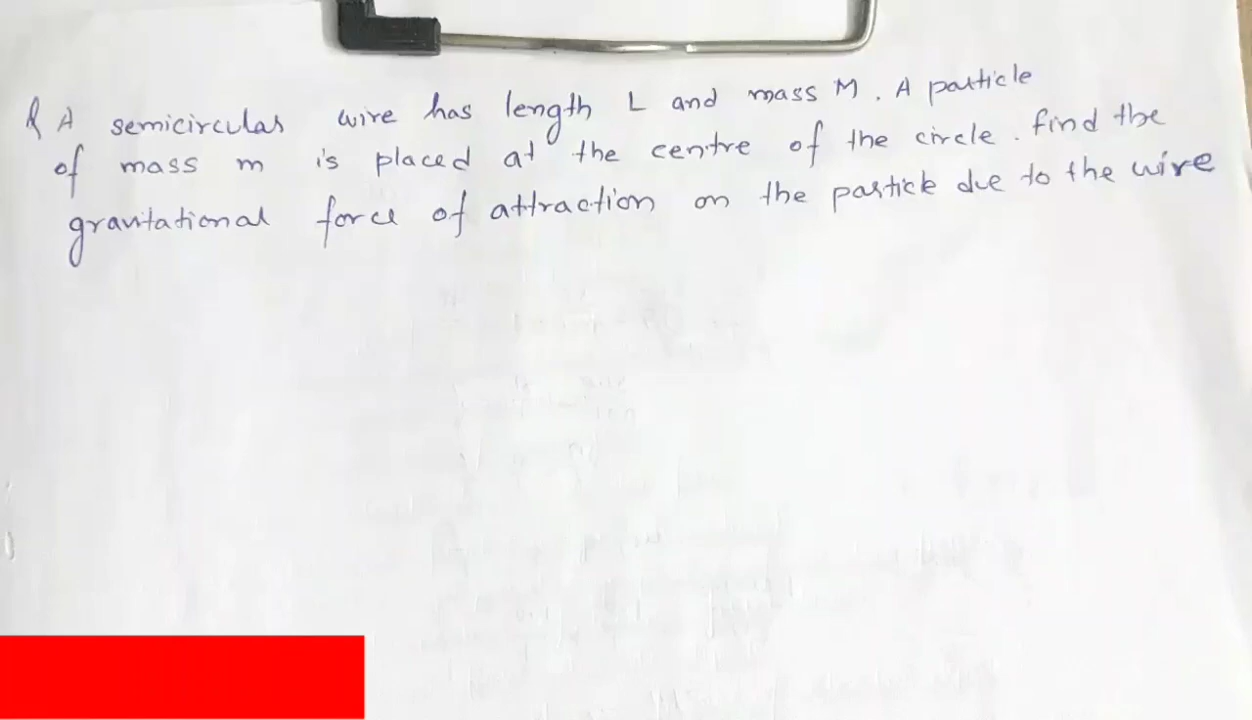 Q A semicircular wire has length L and mass M. A particle
of mass m is placed at the centre of the circle. find the
gravitational force of attraction on the particle due to the wire